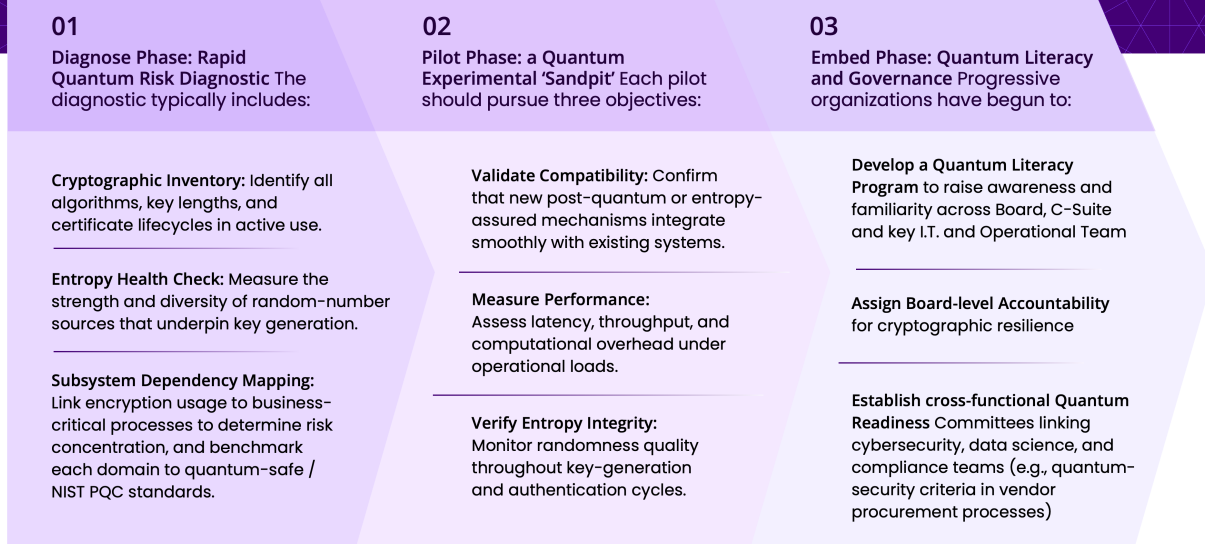 01
Diagnose Phase: Rapid
Quantum Risk Diagnostic The
diagnostic typically includes:
Cryptographic Inventory: Identify all
algorithms, key lengths, and
certificate lifecycles in active use.
Entropy Health Check: Measure the
strength and diversity of random-number
sources that underpin key generation.
Subsystem Dependency Mapping:
Link encryption usage to business-
critical processes to determine risk
concentration, and benchmark
each domain to quantum-safe /
NIST PQC standards.
02
Pilot Phase: a Quantum
Experimental ‘Sandpit’ Each pilot
should pursue three objectives:
Validate Compatibility: Confirm
that new post-quantum or entropy-
assured mechanisms integrate
smoothly with existing systems.
Measure Performance:
Assess latency, throughput, and
computational overhead under
operational loads.
Verify Entropy Integrity:
Monitor randomness quality
throughout key-generation
and authentication cycles.
03
Embed Phase: Quantum Literacy
and Governance Progressive
organizations have begun to:
Develop a Quantum Literacy
Program to raise awareness and
familiarity across Board, C-Suite
and key I.T. and Operational Team
Assign Board-level Accountability
for cryptographic resilience
Establish cross-functional Quantum
Readiness Committees linking
cybersecurity, data science, and
compliance teams (e.g., quantum-
security criteria in vendor
procurement processes)